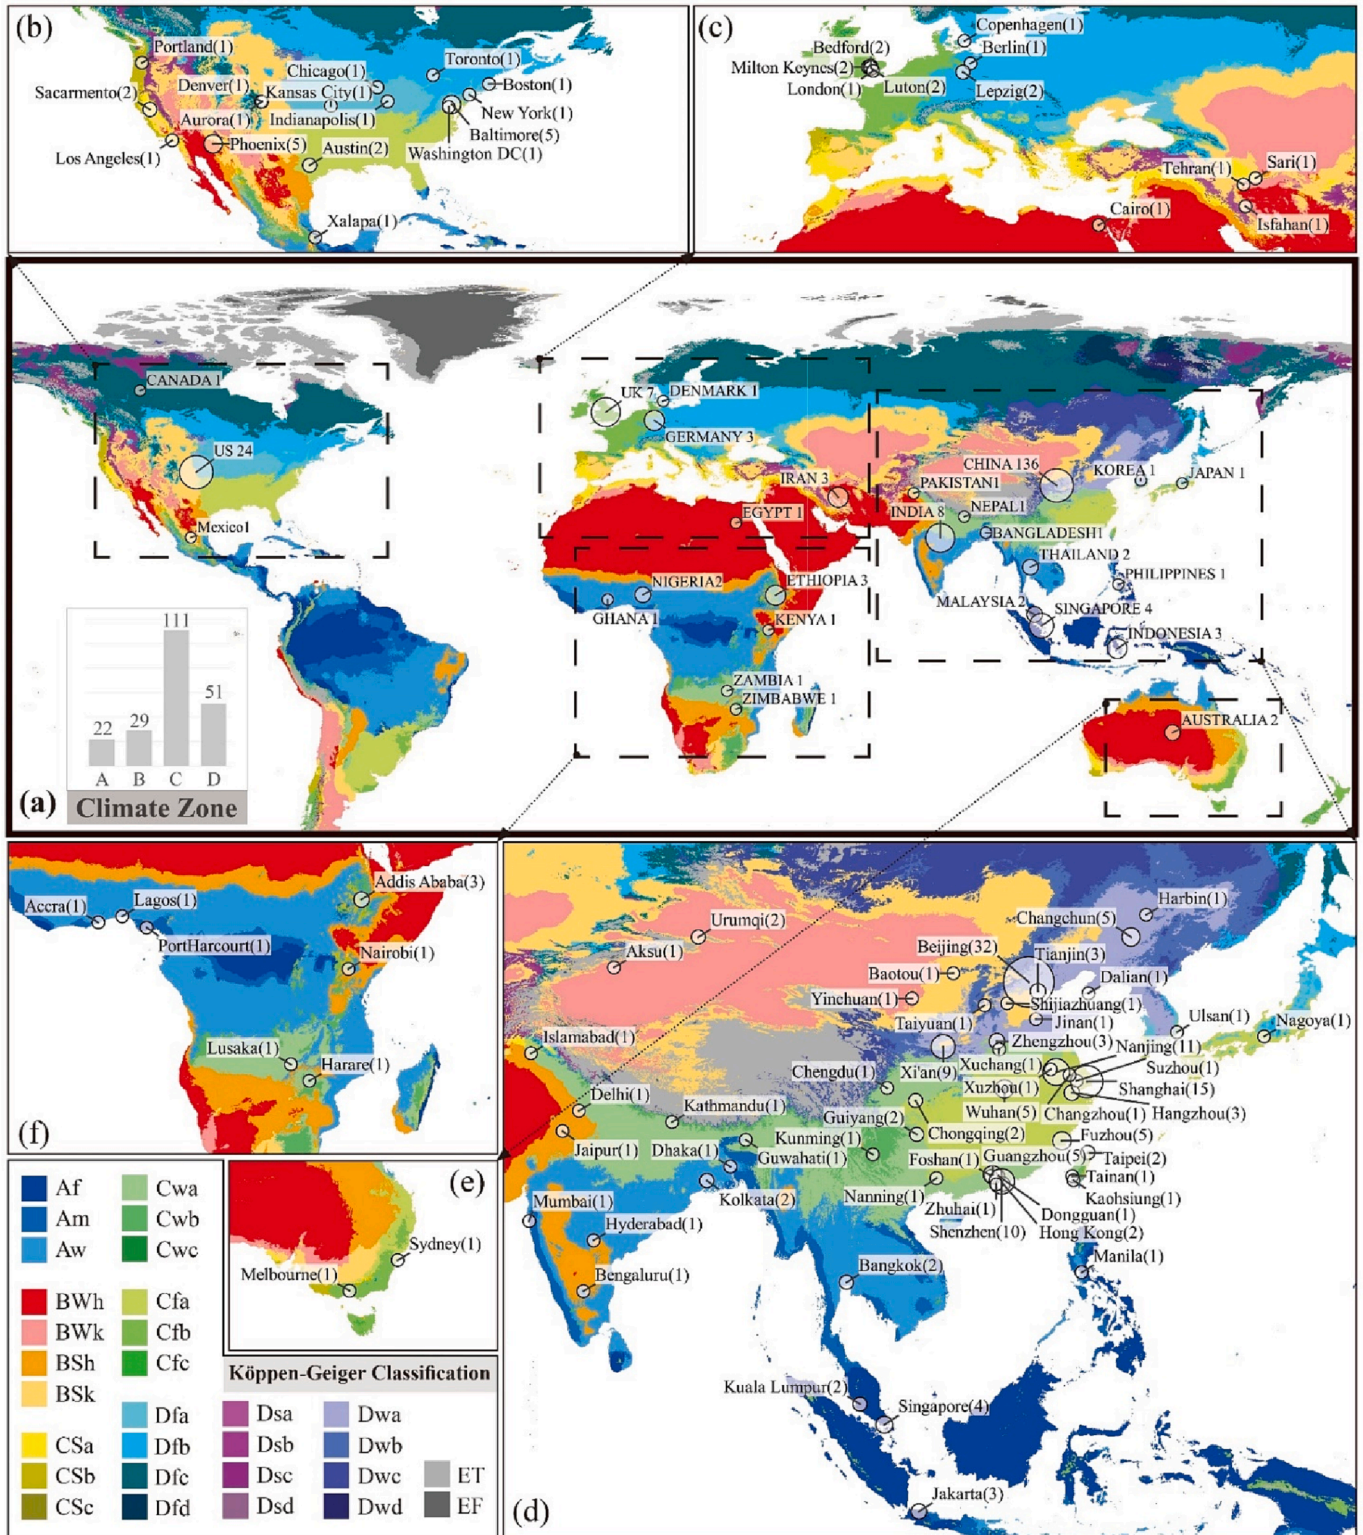 (b)
Portland(1)
Toronto(1)
Chicago(1)
Denver(1)
Kansas City(1)
Boston(1)
Sacarmento(2)
New York(1)
Aurora(1)
Indianapolis(1)
Baltimore(5)
Phoenix(5)
Austin(2)
Washington DC(1)
Los Angeles(1)
Xalapa(1)
(c)
Copenhagen(1)
Bedford(2)
Berlin(1)
Milton Keynes(2)
Luton(2)
London(1)
Lepzig(2)
Sari(1)
Tehran(1)
Cairo(1)
Isfahan(1)
CANADA 1
UK 7
DENMARK 1
GERMANY 3
US 24
CHINA 136
KOREA 1
JAPAN 1
IRAN 3
PAKISTAN1
Mexico1
EGYPT 1
INDIA 8
NEPAL1
BANGLADESH1
THAILAND 2
NIGERIA2
ETHIOPIA 3
PHILIPPINES 1
GHANA 1
MALAYSIA 2
SINGAPORE 4
KENYA 1
INDONESIA 3
ZAMBIA 1
ZIMBABWE 1
AUSTRALIA 2
111
51
22
29
A B C D
(a)
Climate Zone
Addis Ababa(3)
Accra(1)
Lagos(1)
PortHarcourt(1)
Nairobi(1)
Lusaka(1)
Harare(1)
(f)
Harbin(1)
Urumqi(2)
Changchun(5)
Aksu(1)
Beijing(32)
Tianjin(3)
Baotou(1)
Dalian(1)
Yinchuan(1)
Shijiazhuang(1)
Taiyuan(1)
Jinan(1)
Ulsan(1)
Nagoya(1)
Islamabad(1)
Zhengzhou(3)
Nanjing(11)
Chengdu(1)
Xi'an(9)
Xuchang(1)
Suzhou(1)
Xuzhou(1)
Shanghai(15)
Delhi(1)
Kathmandu(1)
Guiyang(2)
Wuhan(5)
Changzhou(1)
Hangzhou(3)
Chongqing(2)
Fuzhou(5)
Jaipur(1)
Dhaka(1)
Kunming(1)
Guwahati(1)
Foshan(1)
Guangzhou(5)
Taipei(2)
Tainan(1)
Kolkata(2)
Nanning(1)
Kaohsiung(1)
Mumbai(1)
Zhuhai(1)
Dongguan(1)
Hyderabad(1)
Shenzhen(10)
Hong Kong(2)
Manila(1)
Bengaluru(1)
Bangkok(2)
Kuala Lumpur(2)
Singapore(4)
Jakarta(3)
(d)
(e)
Sydney(1)
Melbourne(1)
Af
Am
Aw
BWh
BWk
BSh
BSk
CSa
CSb
CSc
Cwa
Cwb
Cwc
Cfa
Cfb
Cfc
Dfa
Dfb
Dfc
Dfd
Köppen-Geiger Classification
Dsa
Dsb
Dsc
Dsd
Dwa
Dwb
Dwc
Dwd
ET
EF